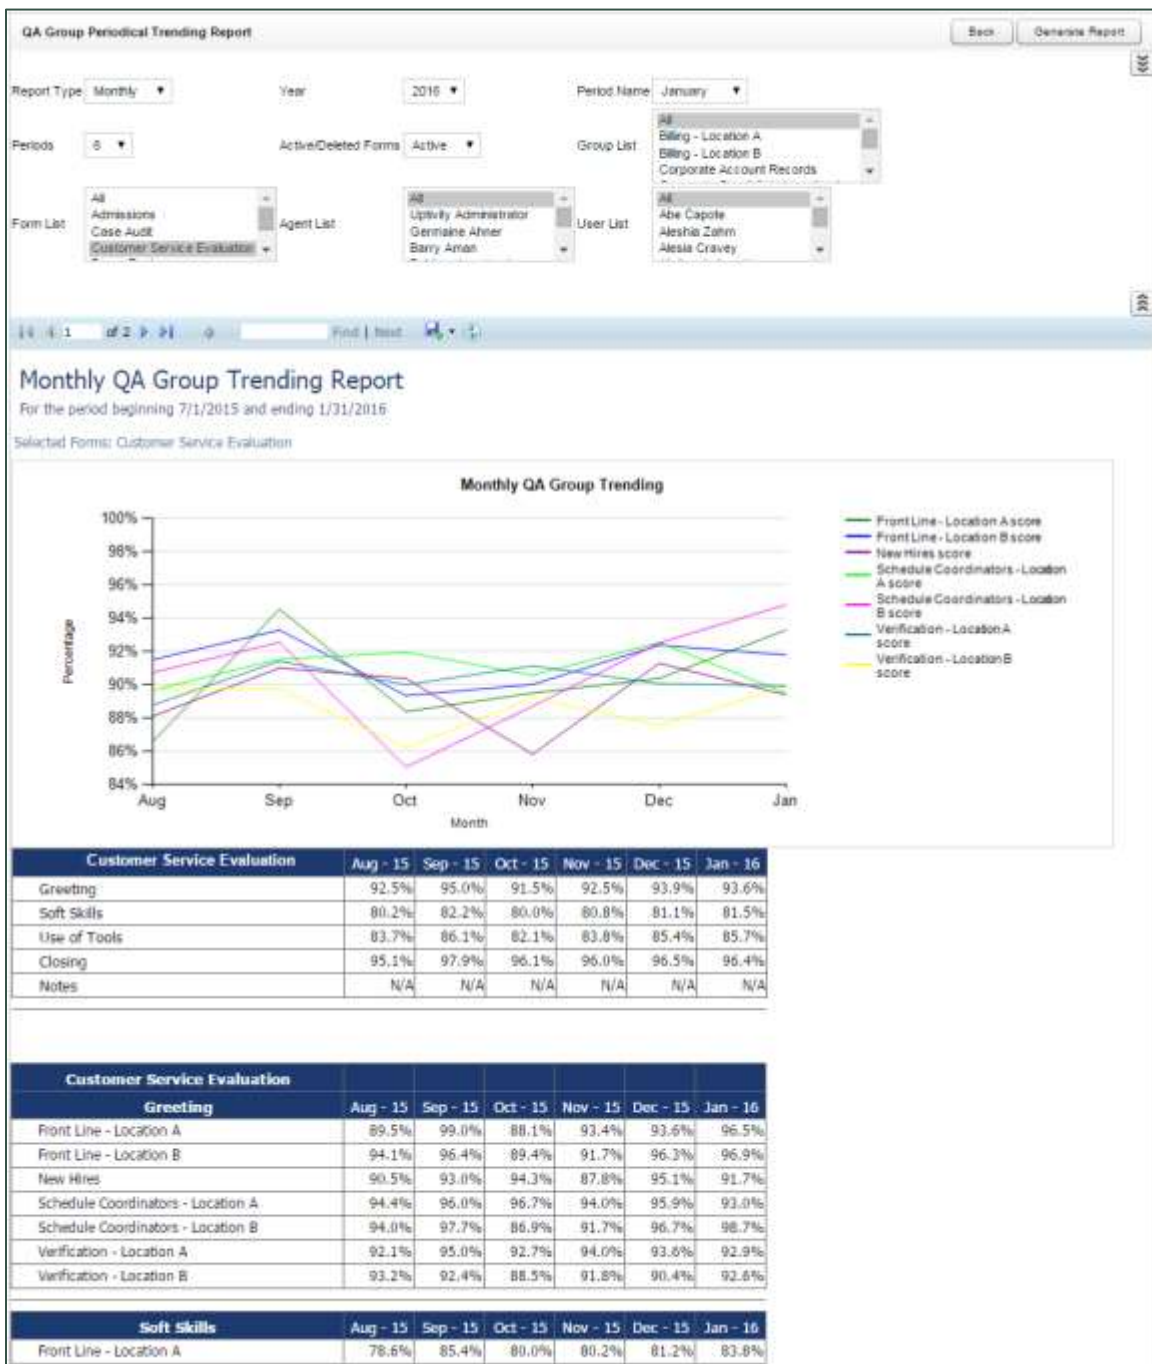 QA Group Periodical Trending Report
Back
Generate Report
Report Type Monthly
Year 2016
Period Name January
Periods 6
Active/Deleted Forms Active
Group List
All
Billing - Location A
Billing - Location B
Corporate Account Records
Form List
All
Admissions
Case Audit
Customer Service Evaluation
Agent List
All
Uptivity Administrator
Germaine Ahner
Barry Aman
User List
All
Abe Capote
Aleshia Zahm
Alesia Cravey
1 of 2 Find | Next
Monthly QA Group Trending Report
For the period beginning 7/1/2015 and ending 1/31/2016
Selected Forms: Customer Service Evaluation
Monthly QA Group Trending
100%
98%
96%
94%
92%
90%
88%
86%
84%
Percentage
Aug Sep Oct Nov Dec Jan
Month
Front Line - Location A score
Front Line - Location B score
New Hires score
Schedule Coordinators - Location
A score
Schedule Coordinators - Location
B score
Verification - Location A
score
Verification - Location B
score
Customer Service Evaluation Aug - 15 Sep - 15 Oct - 15 Nov - 15 Dec - 15 Jan - 16
Greeting 92.5% 95.0% 91.5% 92.5% 93.9% 93.6%
Soft Skills 80.2% 82.2% 80.0% 80.8% 81.1% 81.5%
Use of Tools 83.7% 86.1% 82.1% 83.8% 85.4% 85.7%
Closing 95.1% 97.9% 96.1% 96.0% 96.5% 96.4%
Notes N/A N/A N/A N/A N/A N/A
Customer Service Evaluation
Greeting Aug - 15 Sep - 15 Oct - 15 Nov - 15 Dec - 15 Jan - 16
Front Line - Location A 89.5% 99.0% 88.1% 93.4% 93.6% 96.5%
Front Line - Location B 94.1% 96.4% 89.4% 91.7% 96.3% 96.9%
New Hires 90.5% 93.0% 94.3% 87.8% 95.1% 91.7%
Schedule Coordinators - Location A 94.4% 96.0% 96.7% 94.0% 95.9% 93.0%
Schedule Coordinators - Location B 94.0% 97.7% 86.9% 91.7% 96.7% 98.7%
Verification - Location A 92.1% 95.0% 92.7% 94.0% 93.6% 92.9%
Verification - Location B 93.2% 92.4% 88.5% 91.8% 90.4% 92.6%
Soft Skills Aug - 15 Sep - 15 Oct - 15 Nov - 15 Dec - 15 Jan - 16
Front Line - Location A 78.6% 85.4% 80.0% 80.2% 81.2% 83.8%